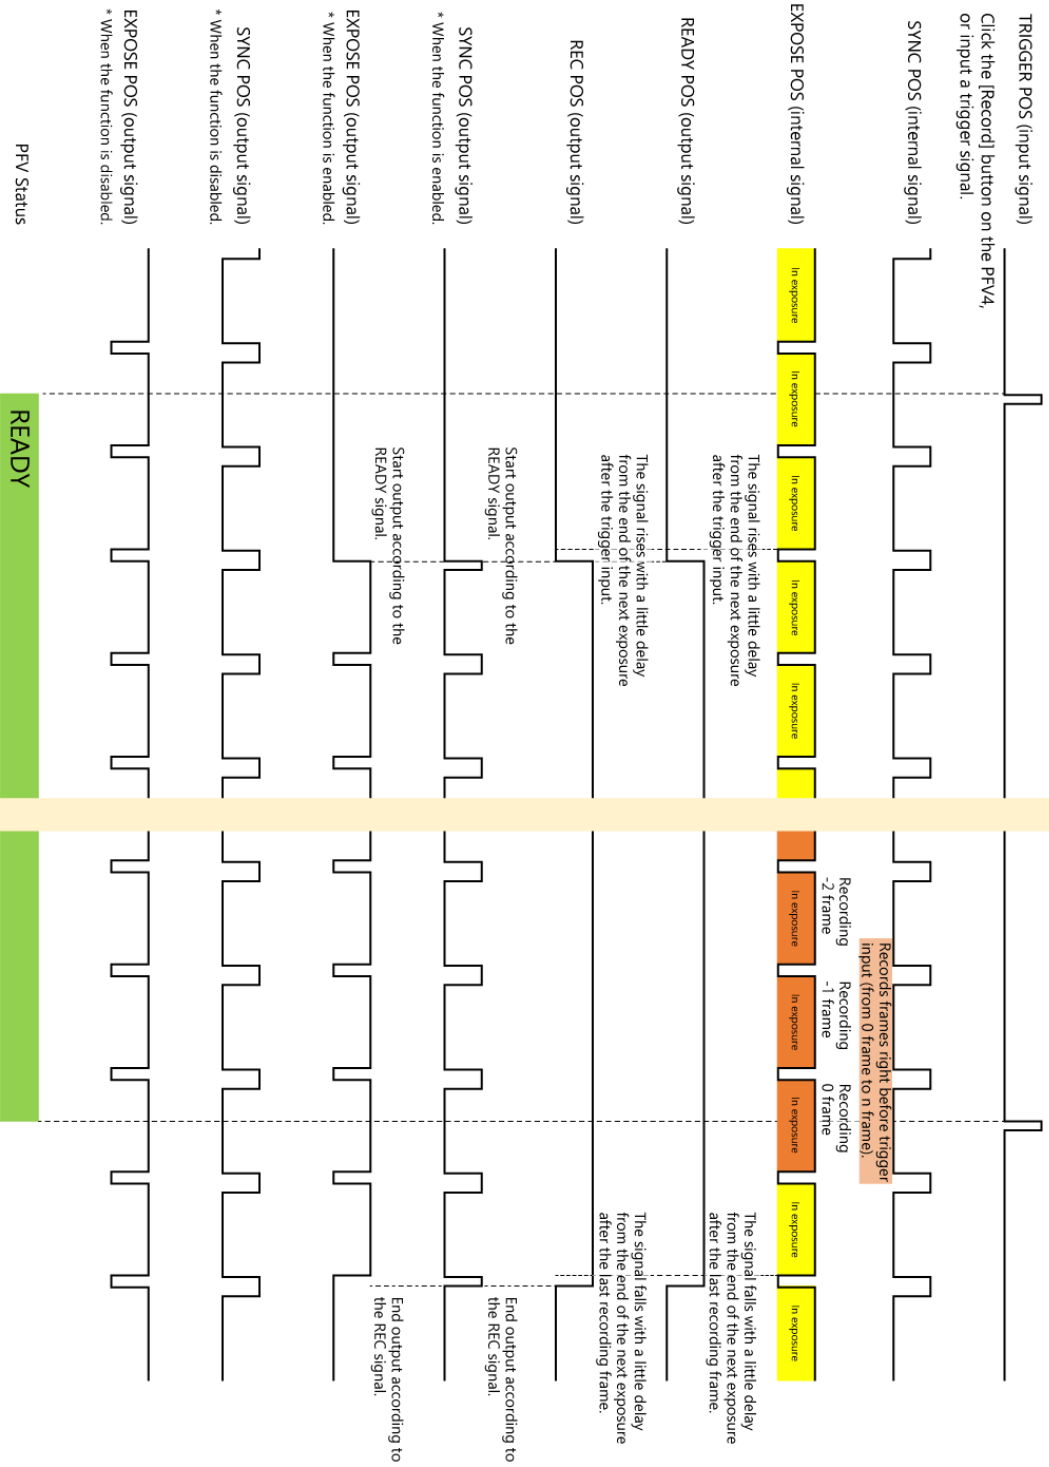 TRIGGER POS (input signal)
Click the [Record] button on the PFV4,
or input a trigger signal.
SYNC POS (internal signal)
Records frames right before trigger
input (from 0 frame to n frame).
Recording
-2 frame
Recording
-1 frame
Recording
0 frame
EXPOSE POS (internal signal)
In exposure
In exposure
In exposure
In exposure
In exposure
In exposure
In exposure
In exposure
In exposure
In exposure
The signal rises with a little delay
from the end of the next exposure
after the trigger input.
The signal falls with a little delay
from the end of the next exposure
after the last recording frame.
READY POS (output signal)
The signal rises with a little delay
from the end of the next exposure
after the trigger input.
The signal falls with a little delay
from the end of the next exposure
after the last recording frame.
REC POS (output signal)
Start output according to the
READY signal.
End output according to
the REC signal.
SYNC POS (output signal)
* When the function is enabled.
Start output according to the
READY signal.
End output according to
the REC signal.
EXPOSE POS (output signal)
* When the function is enabled.
SYNC POS (output signal)
* When the function is disabled.
EXPOSE POS (output signal)
* When the function is disabled.
PFV Status
READY